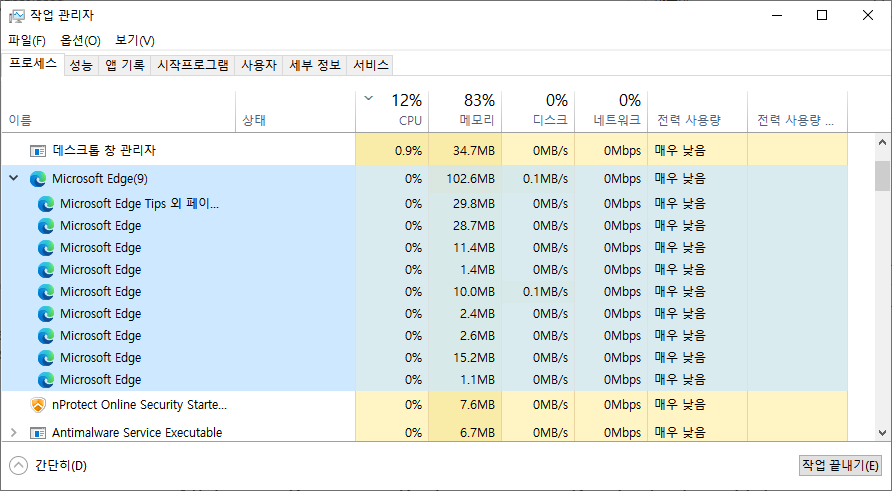 작업 관리자
파일(F) 옵션(O) 보기(V)
프로세스 성능 앱 기록 시작프로그램 사용자 세부 정보 서비스
12% 83% 0% 0%
이름 상태 CPU 메모리 디스크 네트워크 전력 사용량 전력 사용량 ...
데스크톱 창 관리자 0.9% 34.7MB 0MB/s 0Mbps 매우 낮음
Microsoft Edge(9) 0% 102.6MB 0.1MB/s 0Mbps 매우 낮음
Microsoft Edge Tips 외 페이... 0% 29.8MB 0MB/s 0Mbps 매우 낮음
Microsoft Edge 0% 28.7MB 0MB/s 0Mbps 매우 낮음
Microsoft Edge 0% 11.4MB 0MB/s 0Mbps 매우 낮음
Microsoft Edge 0% 1.4MB 0MB/s 0Mbps 매우 낮음
Microsoft Edge 0% 10.0MB 0.1MB/s 0Mbps 매우 낮음
Microsoft Edge 0% 2.4MB 0MB/s 0Mbps 매우 낮음
Microsoft Edge 0% 2.6MB 0MB/s 0Mbps 매우 낮음
Microsoft Edge 0% 15.2MB 0MB/s 0Mbps 매우 낮음
Microsoft Edge 0% 1.1MB 0MB/s 0Mbps 매우 낮음
nProtect Online Security Starte... 0% 7.6MB 0MB/s 0Mbps 매우 낮음
Antimalware Service Executable 0% 6.7MB 0MB/s 0Mbps 매우 낮음
간단히(D) 작업 끝내기(E)